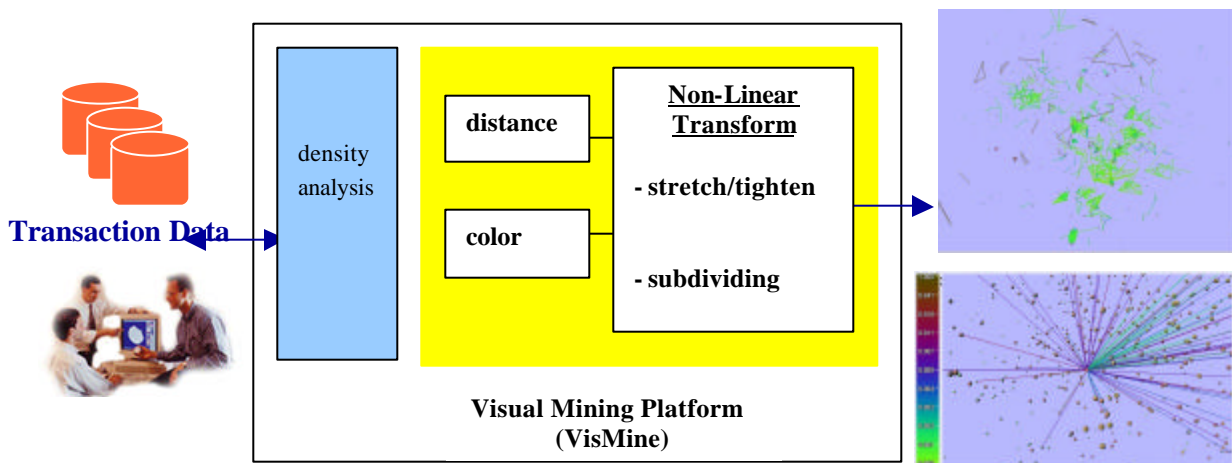 Transaction Data
density
analysis
distance
color
Non-Linear
Transform
- stretch/tighten
- subdividing
Visual Mining Platform
(VisMine)